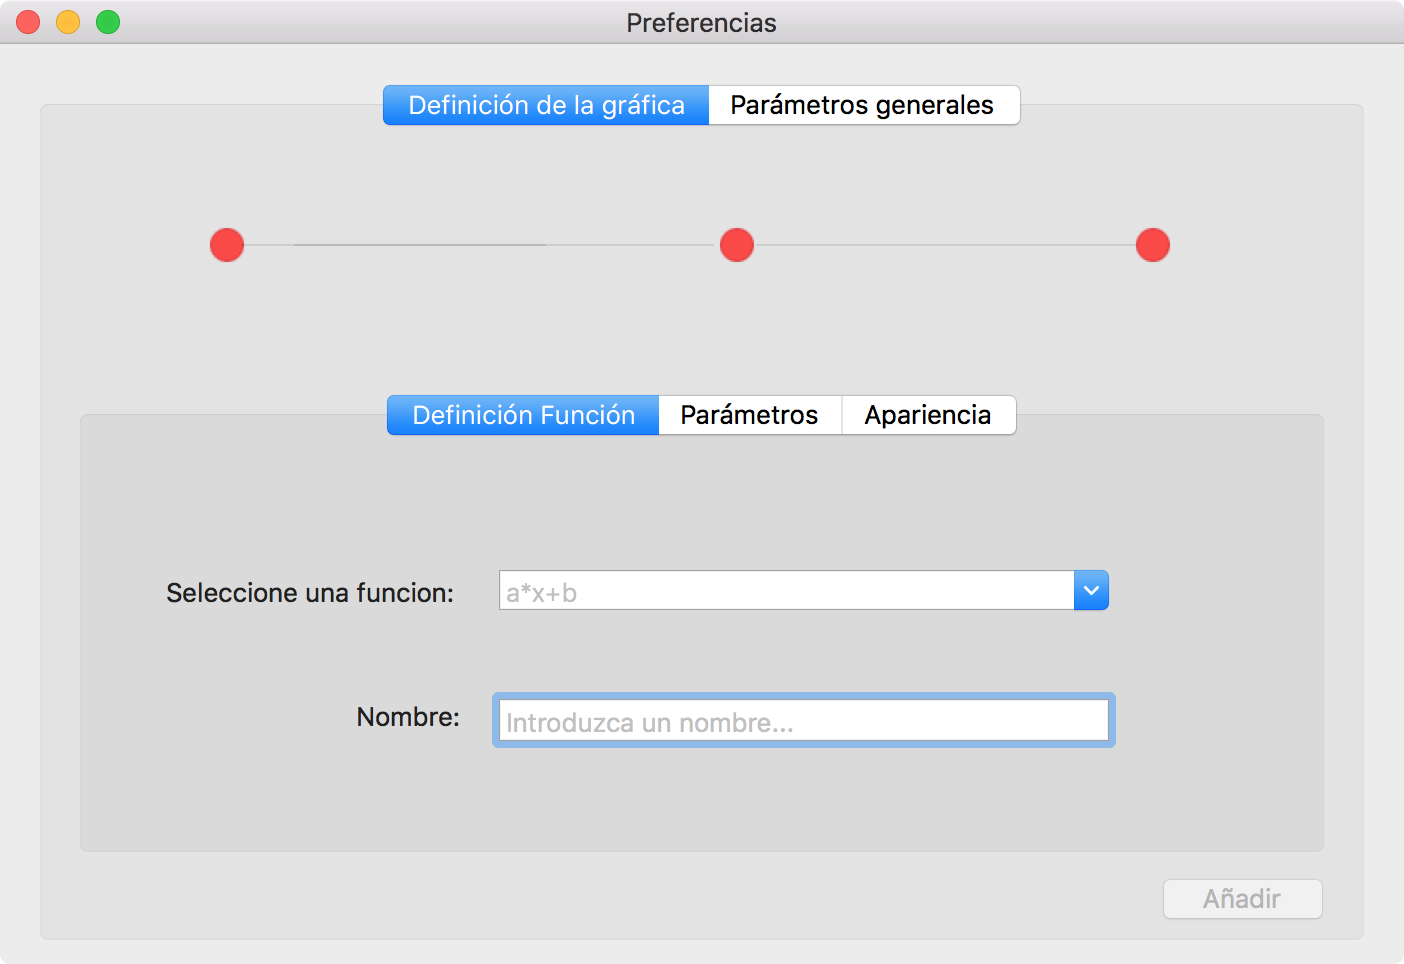 Preferencias
Definición de la gráfica Parámetros generales
Definición Función Parámetros Apariencia
Seleccione una funcion: a*x+b
Nombre: Introduzca un nombre...
Añadir